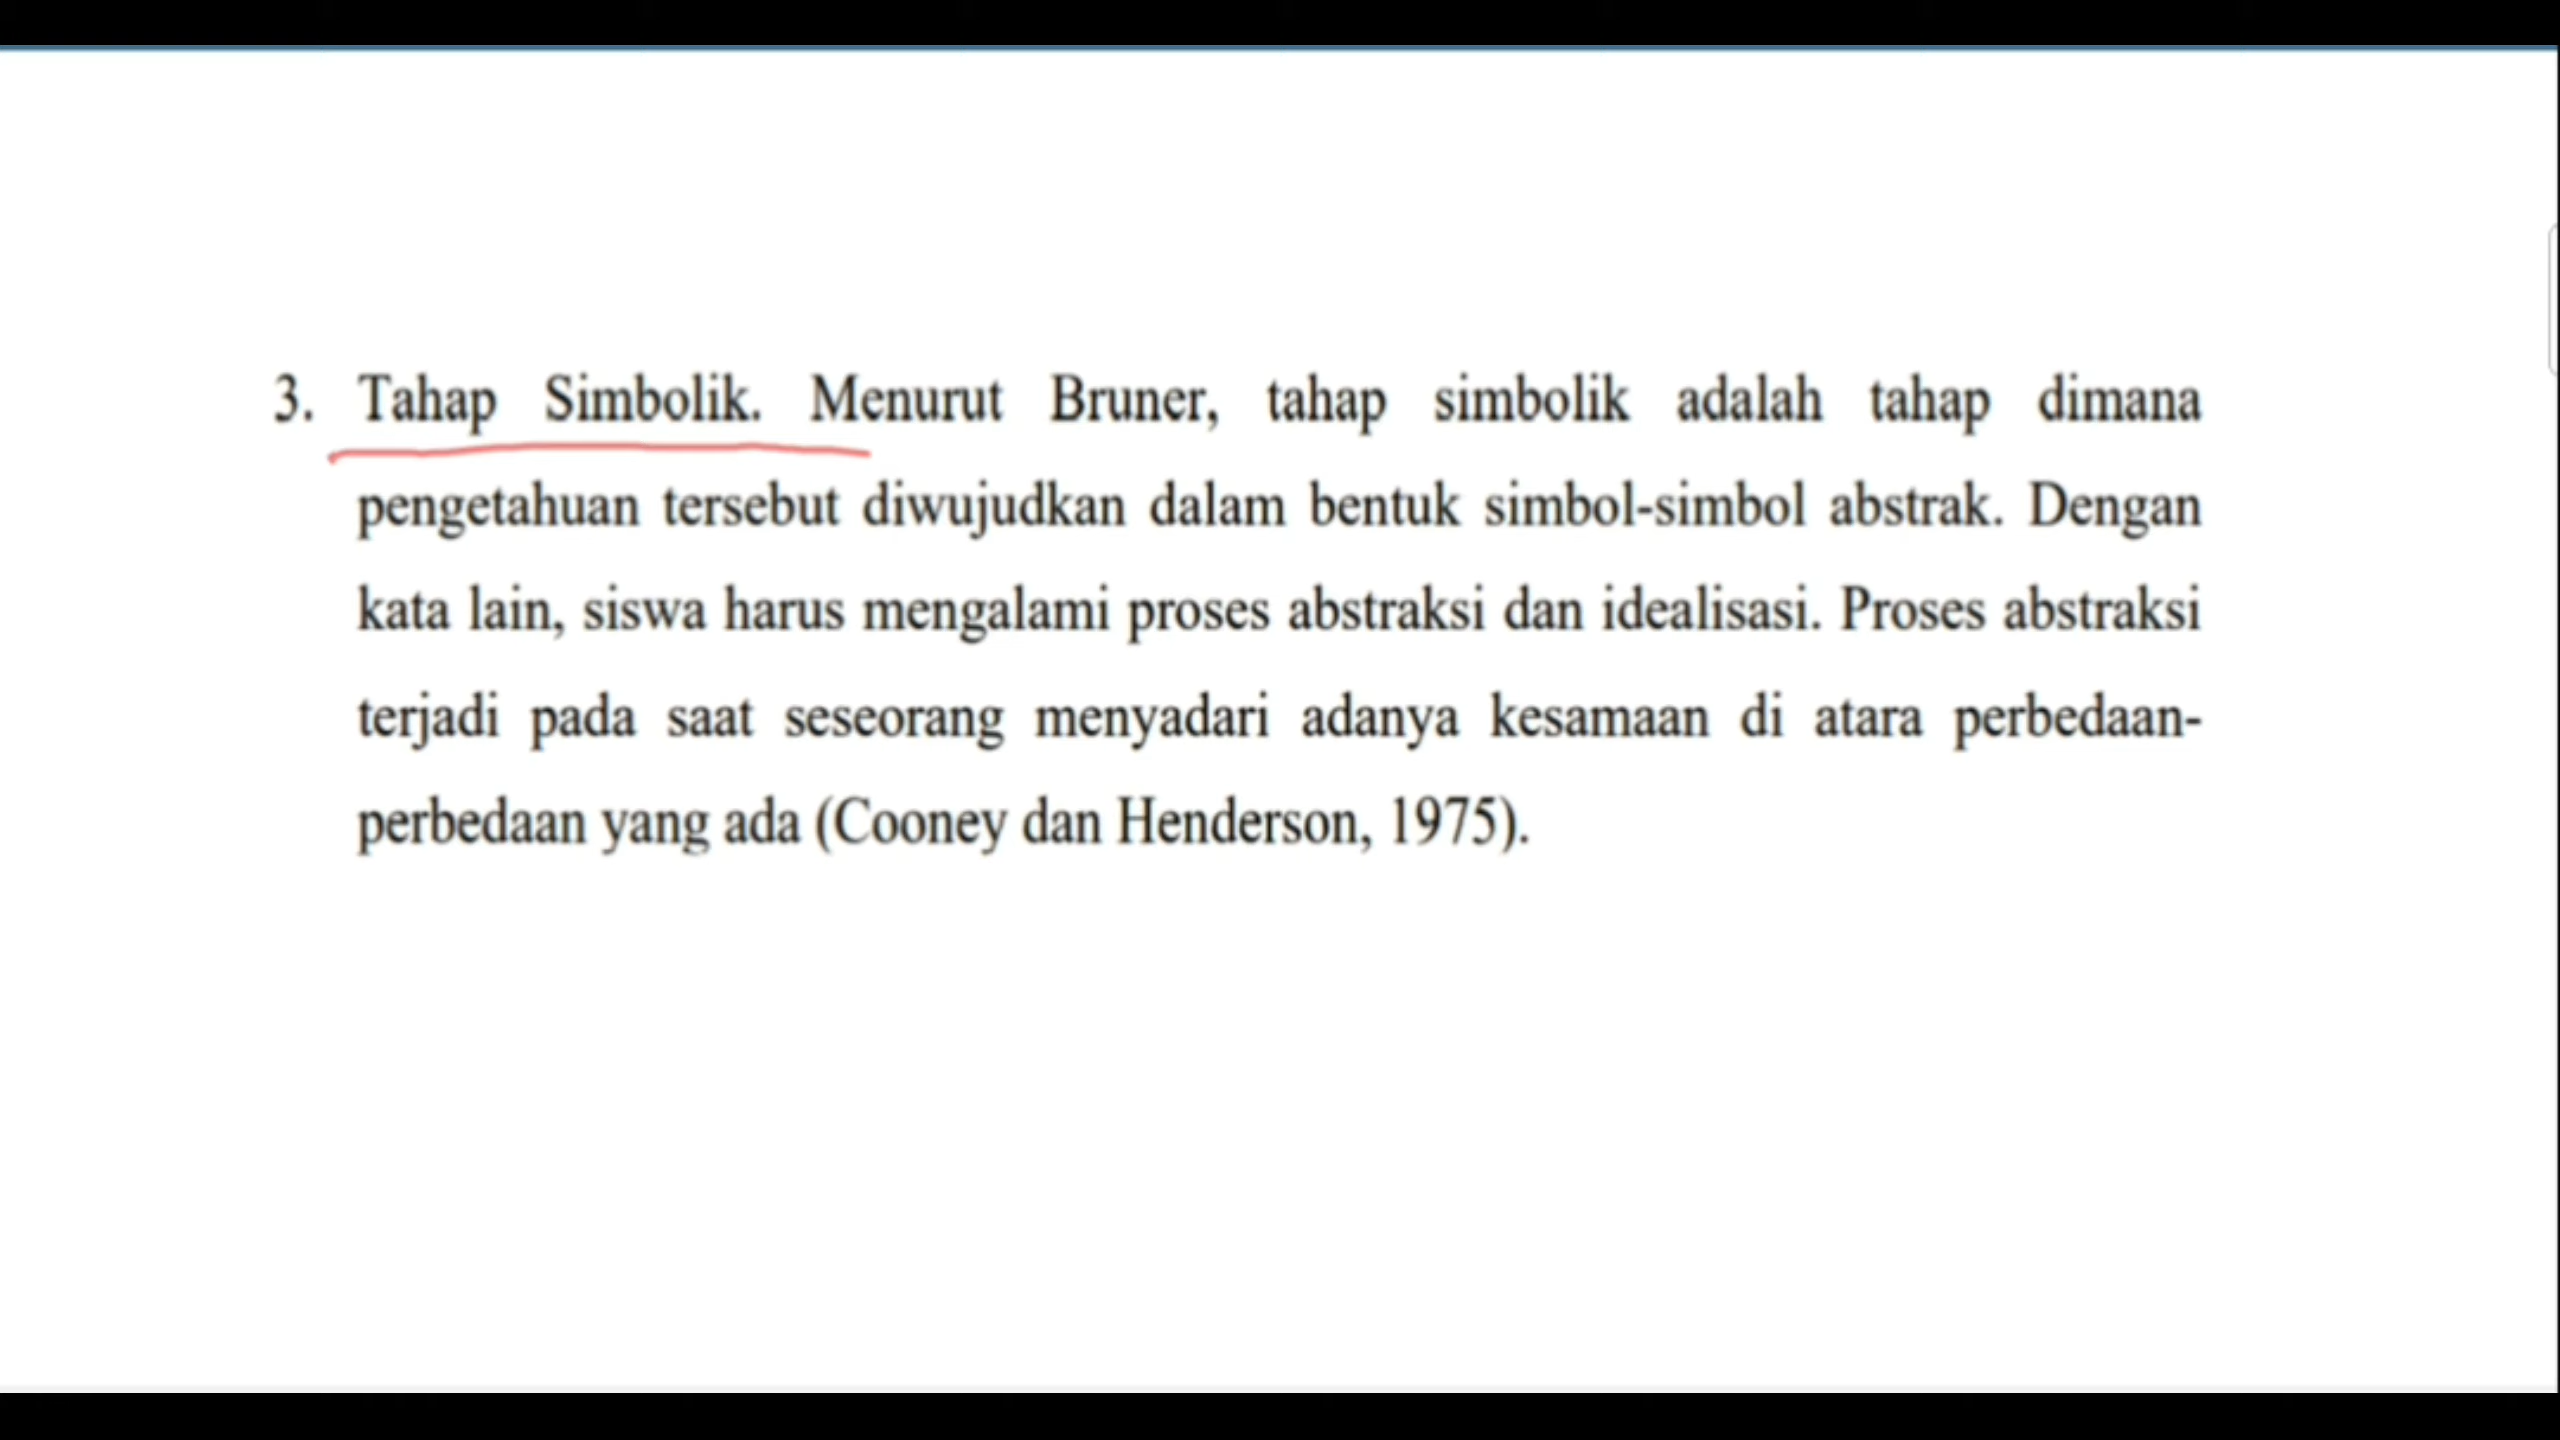 3. Tahap Simbolik. Menurut Bruner, tahap simbolik adalah tahap dimana
pengetahuan tersebut diwujudkan dalam bentuk simbol-simbol abstrak. Dengan
kata lain, siswa harus mengalami proses abstraksi dan idealisasi. Proses abstraksi
terjadi pada saat seseorang menyadari adanya kesamaan di atara perbedaan-
perbedaan yang ada (Cooney dan Henderson, 1975).